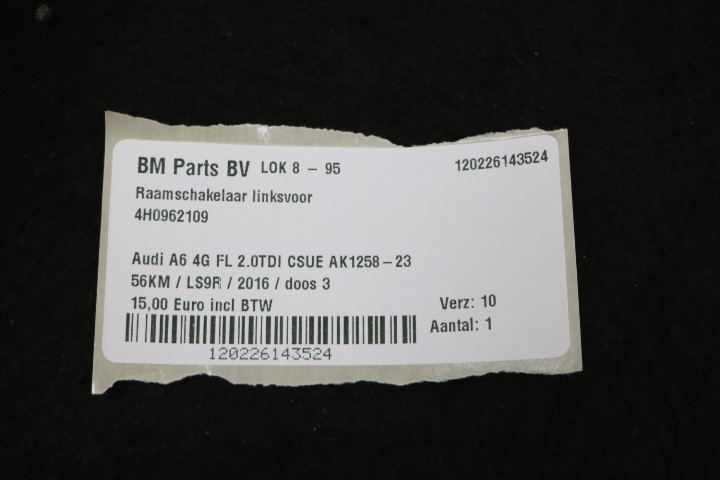 BM Parts BV LOK 8 - 95 120226143524
Raamschakelaar linksvoor
4H0962109
Audi A6 4G FL 2.0TDI CSUE AK1258-23
56KM / LS9R / 2016 / doos 3
15,00 Euro incl BTW Verz: 10
Aantal: 1
120226143524